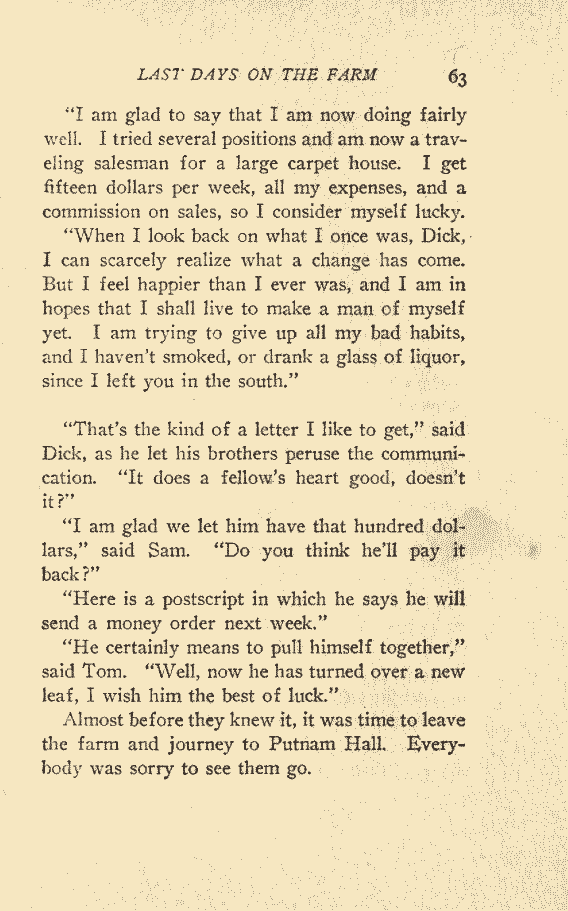 LAST DAYS ON THE FARM 63
"I am glad to say that I am now doing fairly
well. I tried several positions and am now a trav-
eling salesman for a large carpet house. I get
fifteen dollars per week, all my expenses, and a
commission on sales, so I consider myself lucky.
"When I look back on what I once was, Dick,
I can scarcely realize what a change has come.
But I feel happier than I ever was, and I am in
hopes that I shall live to make a man of myself
yet. I am trying to give up all my bad habits,
and I haven't smoked, or drank a glass of liquor,
since I left you in the south."
"That's the kind of a letter I like to get," said
Dick, as he let his brothers peruse the communi-
cation. "It does a fellow's heart good, doesn't
it?"
"I am glad we let him have that hundred dol-
lars," said Sam. "Do you think he'll pay it
back?"
"Here is a postscript in which he says he will
send a money order next week."
"He certainly means to pull himself together,"
said Tom. "Well, now he has turned over a new
leaf, I wish him the best of luck."
Almost before they knew it, it was time to leave
the farm and journey to Putnam Hall. Every-
body was sorry to see them go.